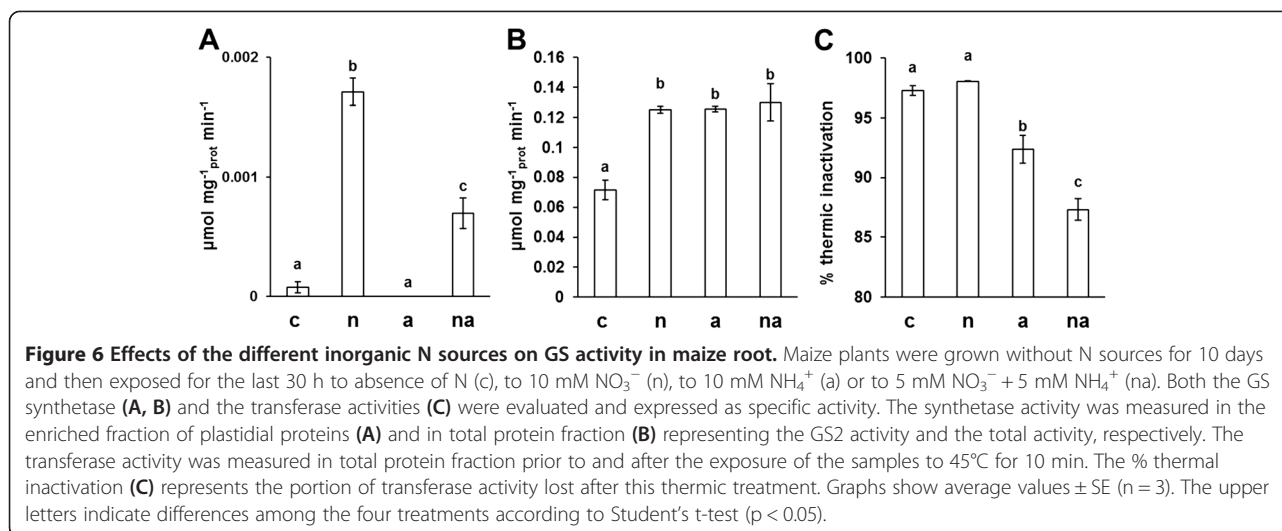 A
B
C
0.002
0.001
0
µmol mg⁻¹prot min⁻¹
a
b
a
c
c
n
a
na
0.16
0.14
0.12
0.1
0.08
0.06
0.04
0.02
0
µmol mg⁻¹prot min⁻¹
a
b
b
b
c
n
a
na
100
95
90
85
80
% thermic inactivation
a
a
b
c
c
n
a
na
Figure 6 Effects of the different inorganic N sources on GS activity in maize root. Maize plants were grown without N sources for 10 days
and then exposed for the last 30 h to absence of N (c), to 10 mM NO₃⁻ (n), to 10 mM NH₄⁺ (a) or to 5 mM NO₃⁻ + 5 mM NH₄⁺ (na). Both the GS
synthetase (A, B) and the transferase activities (C) were evaluated and expressed as specific activity. The synthetase activity was measured in the
enriched fraction of plastidial proteins (A) and in total protein fraction (B) representing the GS2 activity and the total activity, respectively. The
transferase activity was measured in total protein fraction prior to and after the exposure of the samples to 45°C for 10 min. The % thermal
inactivation (C) represents the portion of transferase activity lost after this thermic treatment. Graphs show average values ± SE (n = 3). The upper
letters indicate differences among the four treatments according to Student's t-test (p < 0.05).